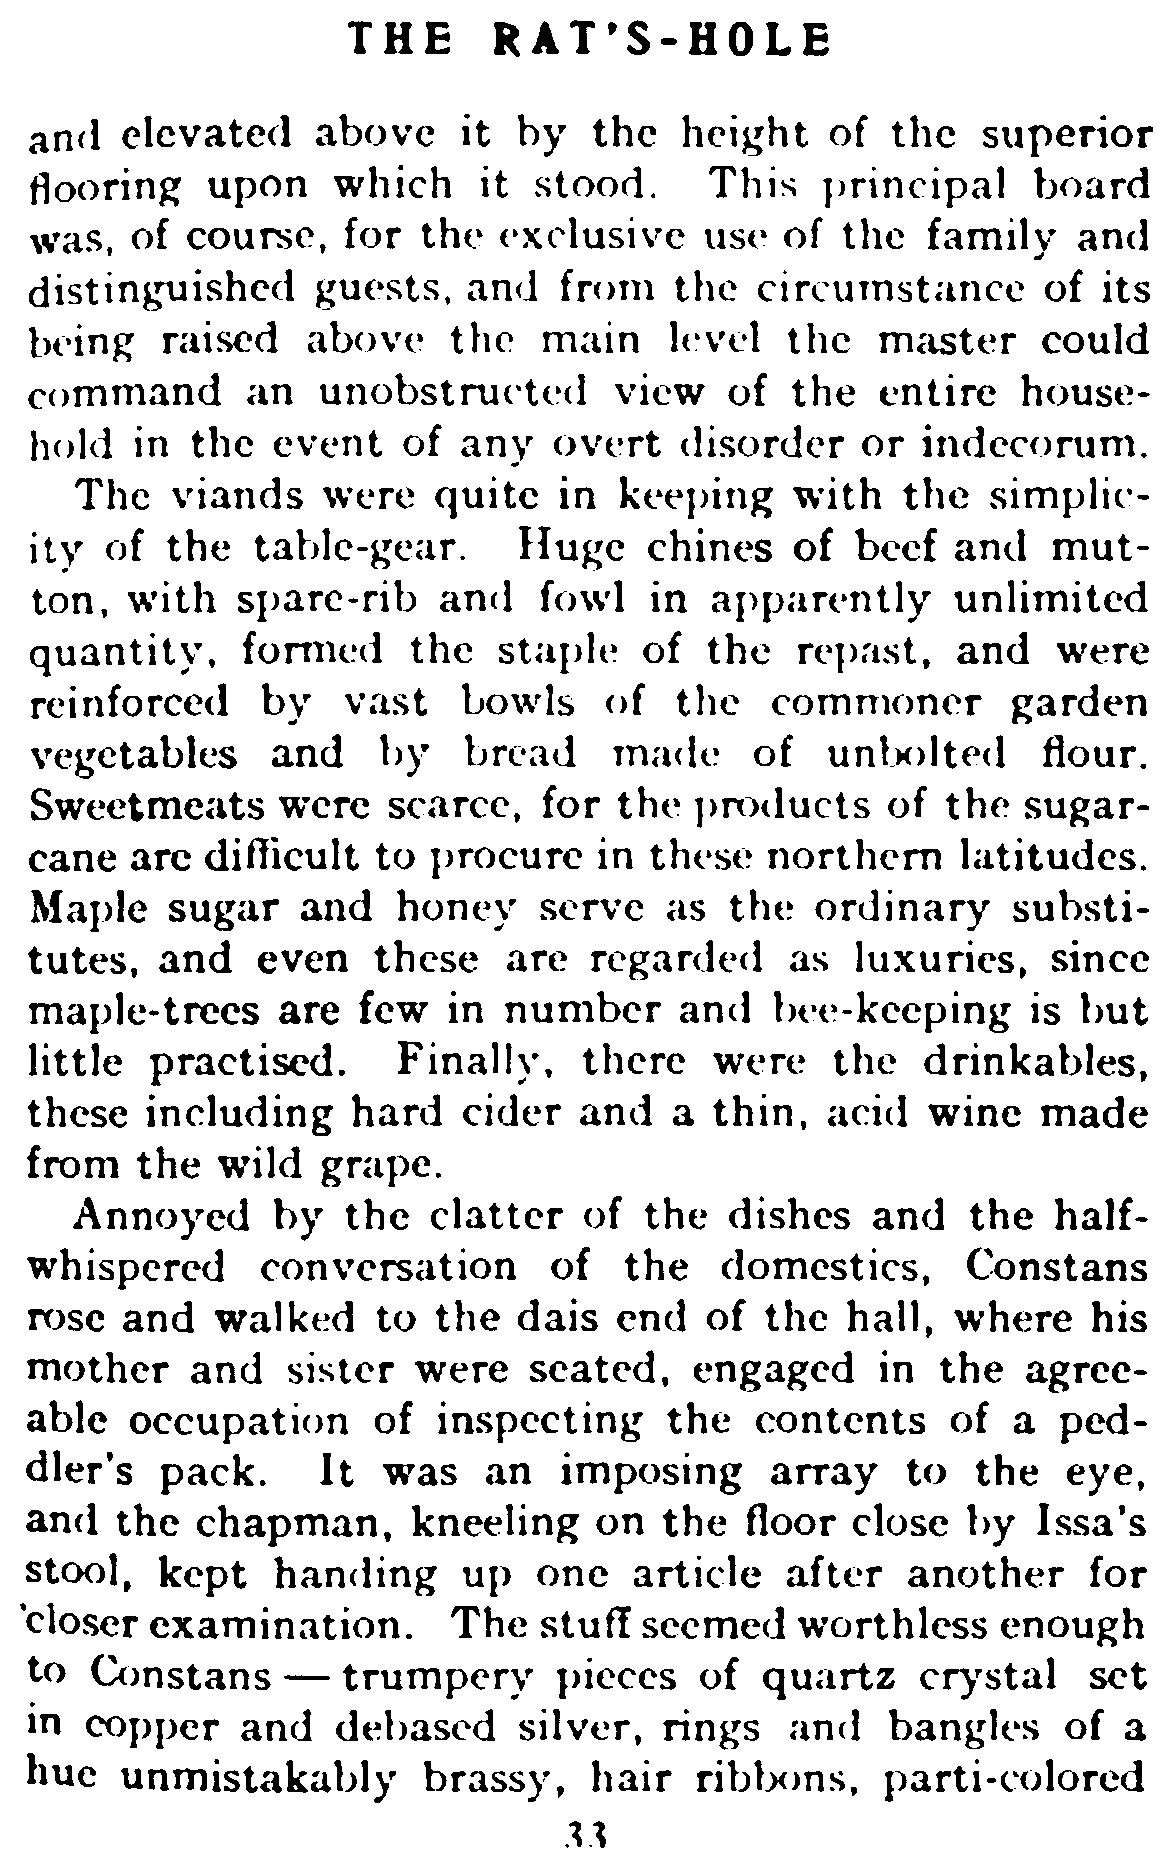 THE RAT'S-HOLE
and elevated above it by the height of the superior
flooring upon which it stood. This principal board
was, of course, for the exclusive use of the family and
distinguished guests, and from the circumstance of its
being raised above the main level the master could
command an unobstructed view of the entire house-
hold in the event of any overt disorder or indecorum.
The viands were quite in keeping with the simplic-
ity of the table-gear. Huge chines of beef and mut-
ton, with spare-rib and fowl in apparently unlimited
quantity, formed the staple of the repast, and were
reinforced by vast bowls of the commoner garden
vegetables and by bread made of unbolted flour.
Sweetmeats were scarce, for the products of the sugar-
cane are difficult to procure in these northern latitudes.
Maple sugar and honey serve as the ordinary substi-
tutes, and even these are regarded as luxuries, since
maple-trees are few in number and bee-keeping is but
little practised. Finally, there were the drinkables,
these including hard cider and a thin, acid wine made
from the wild grape.
Annoyed by the clatter of the dishes and the half-
whispered conversation of the domestics, Constans
rose and walked to the dais end of the hall, where his
mother and sister were seated, engaged in the agree-
able occupation of inspecting the contents of a ped-
dler's pack. It was an imposing array to the eye,
and the chapman, kneeling on the floor close by Issa's
stool, kept handing up one article after another for
closer examination. The stuff seemed worthless enough
to Constans — trumpery pieces of quartz crystal set
in copper and debased silver, rings and bangles of a
hue unmistakably brassy, hair ribbons, parti-colored
33